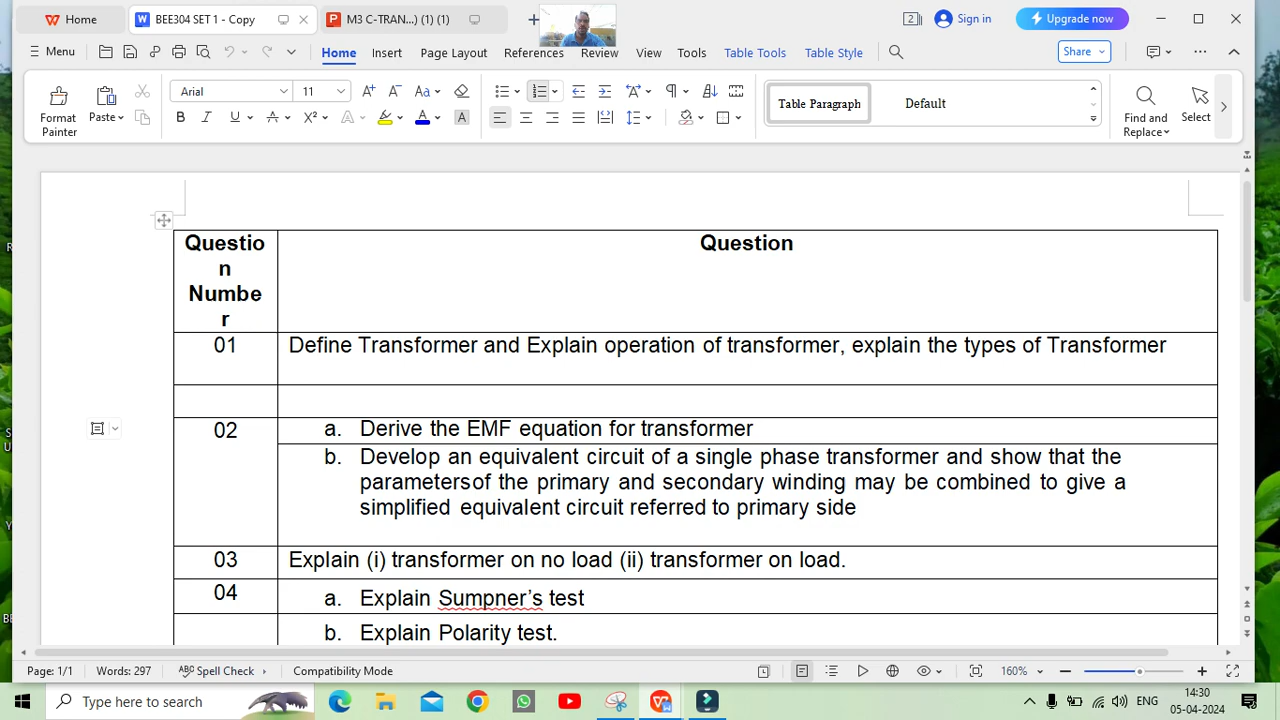 Home
BEE304 SET 1 - Copy
M3 C-TRAN...) (1) (1)
Sign in
Upgrade now
Menu
Home
Insert
Page Layout
References
Review
View
Tools
Table Tools
Table Style
Share
Format
Painter
Paste
Arial
11
Table Paragraph
Default
Find and
Replace
Select
Questio
n
Numbe
r
Question
01
Define Transformer and Explain operation of transformer, explain the types of Transformer
02
a. Derive the EMF equation for transformer
b. Develop an equivalent circuit of a single phase transformer and show that the
parametersof the primary and secondary winding may be combined to give a
simplified equivalent circuit referred to primary side
03
Explain (i) transformer on no load (ii) transformer on load.
04
a. Explain Sumpner’s test
b. Explain Polarity test.
Page: 1/1
Words: 297
Spell Check
Compatibility Mode
160%
Type here to search
ENG
14:30
05-04-2024